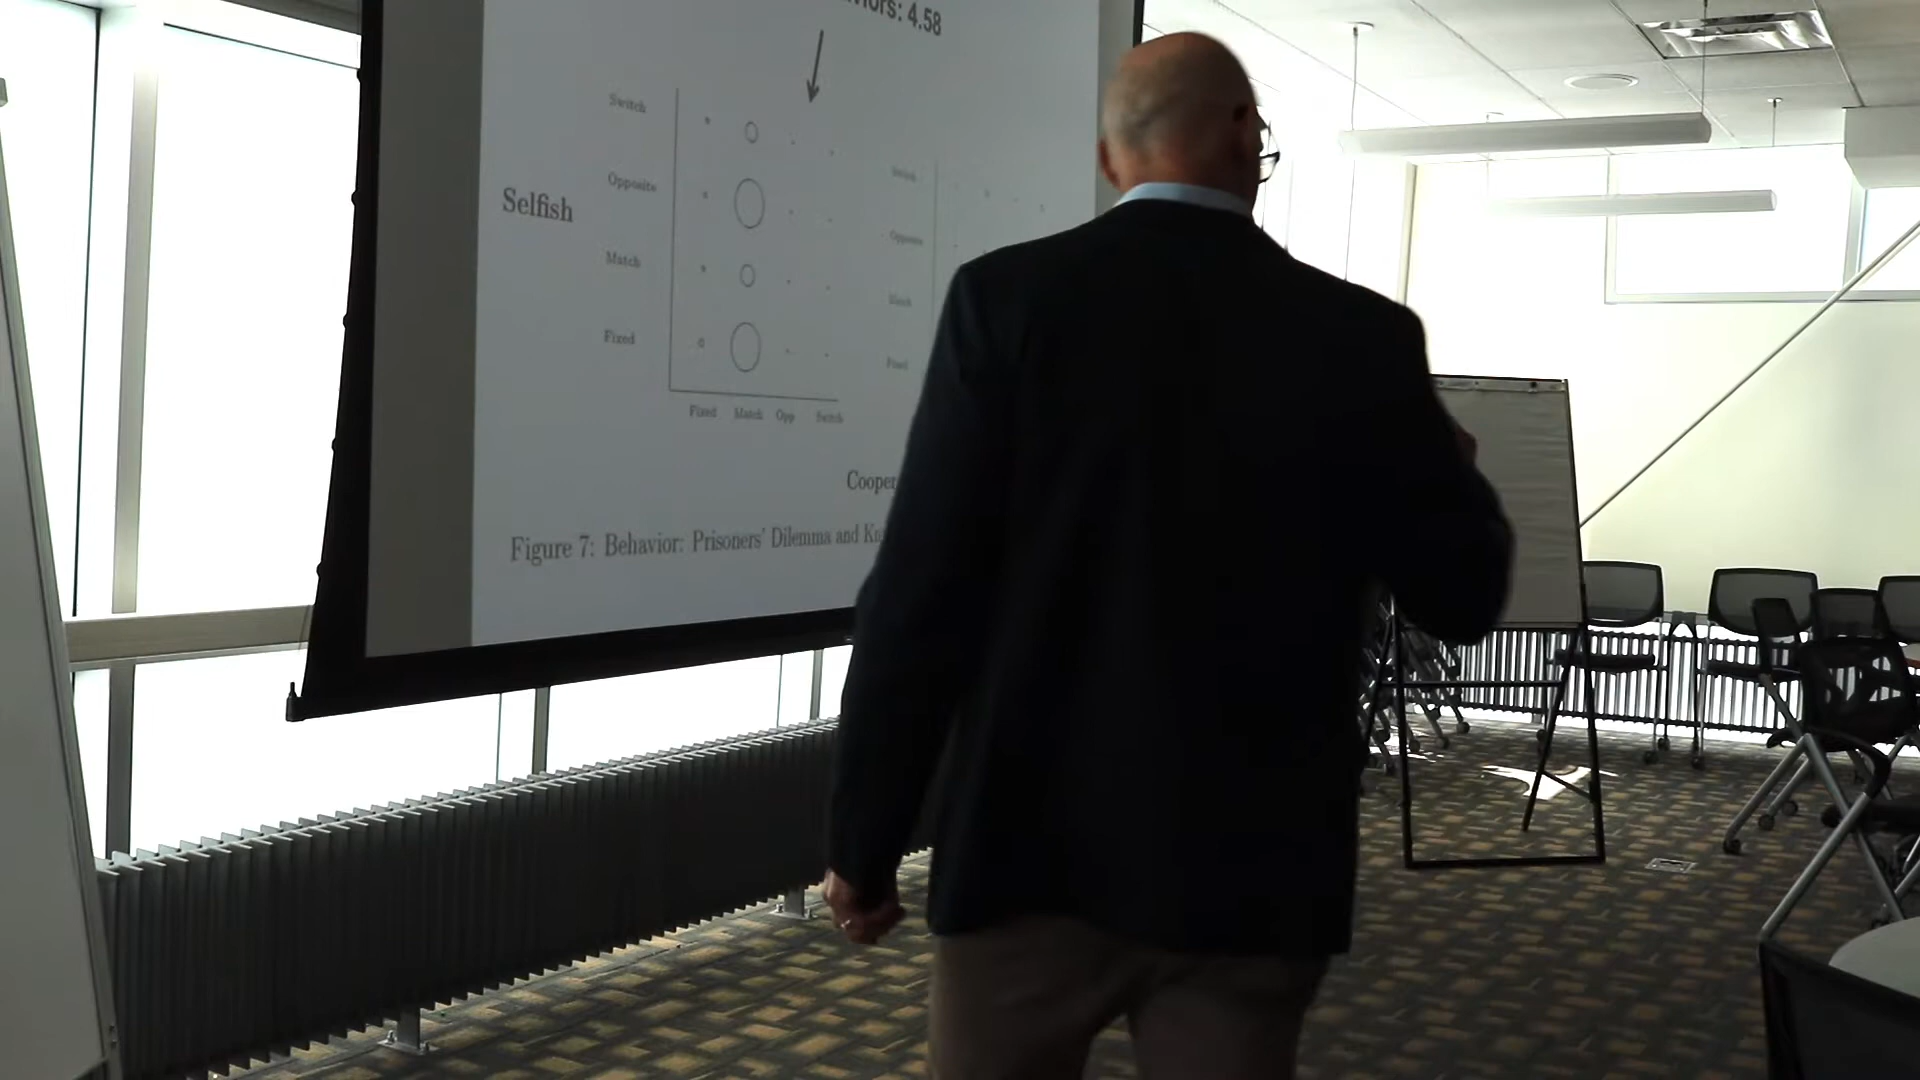 iors: 4.58
Switch
Opposite
Selfish
Match
Fixed
Fixed Match Opp Switch
Switch
Opposite
Match
Fixed
Cooper
Figure 7: Behavior: Prisoners' Dilemma and Kn